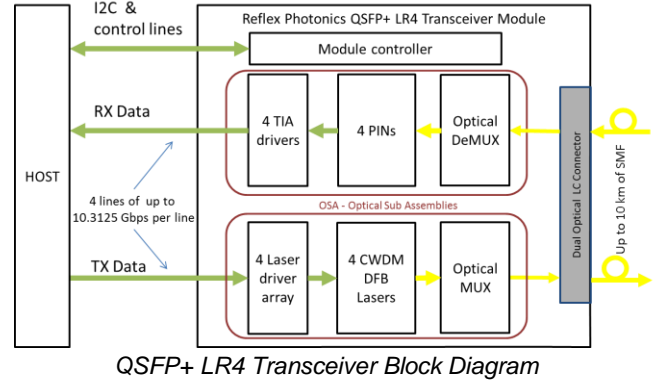 I2C &
control lines
Reflex Photonics QSFP+ LR4 Transceiver Module
Module controller
RX Data
4 TIA
drivers
4 PINs
Optical
DeMUX
HOST
4 lines of up to
10.3125 Gbps per line
OSA - Optical Sub Assemblies
Dual Optical LC Connector
Up to 10 km of SMF
TX Data
4 Laser
driver
array
4 CWDM
DFB
Lasers
Optical
MUX
QSFP+ LR4 Transceiver Block Diagram